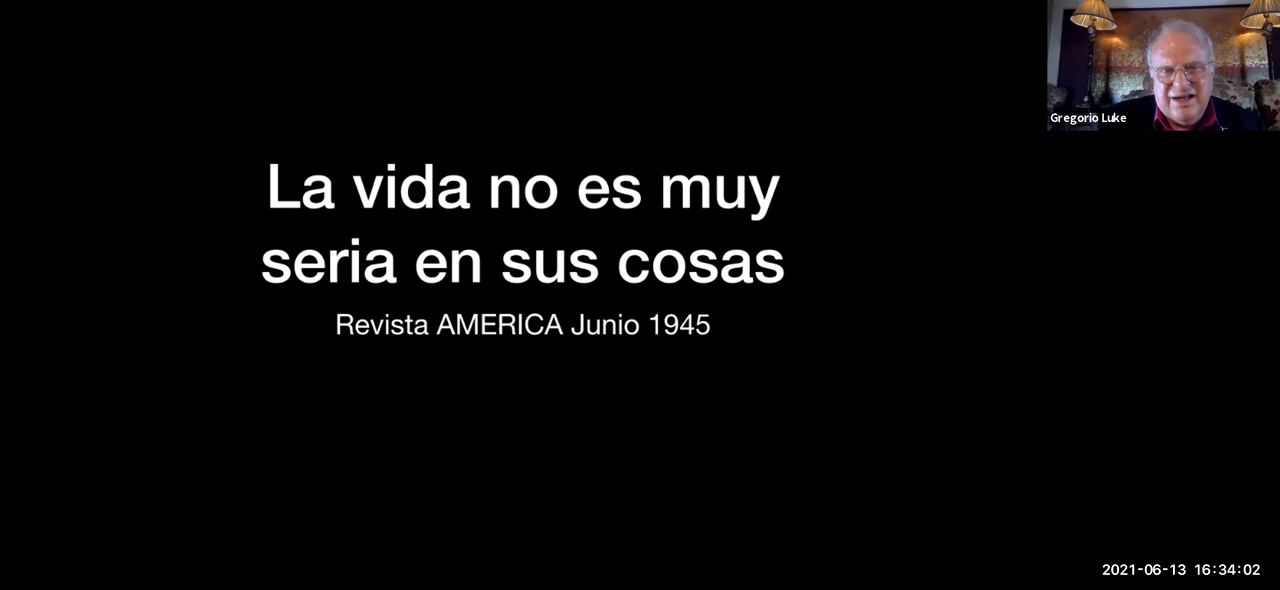 Gregorio Luke
La vida no es muy
seria en sus cosas
Revista AMERICA Junio 1945
2021-06-13 16:34:02